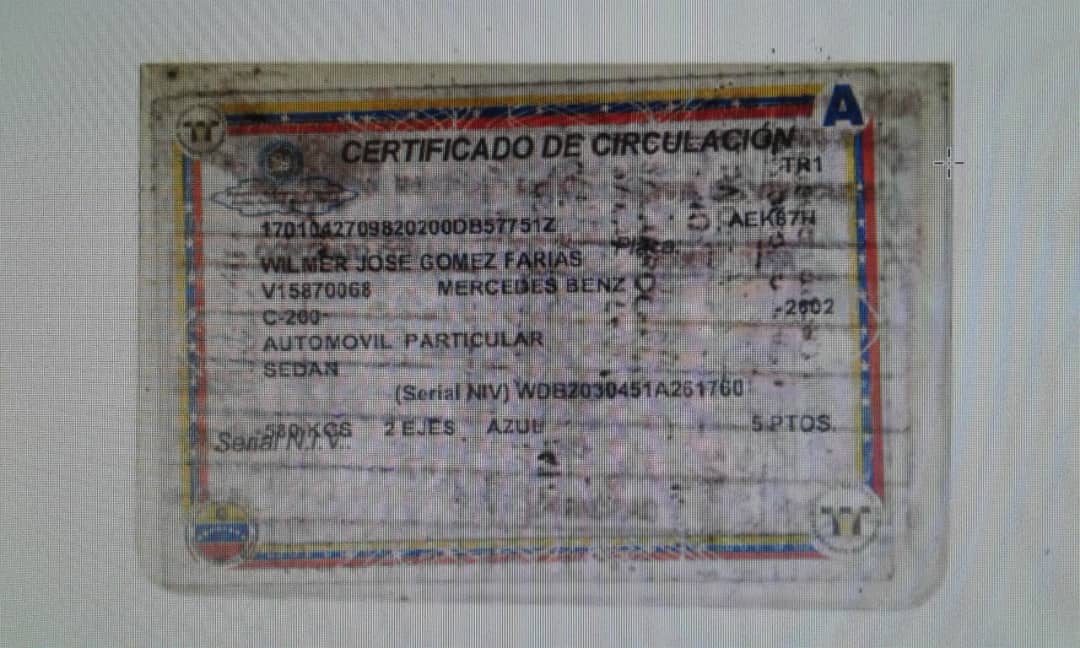 A
CERTIFICADO DE CIRCULACIÓN
TR1
1701042709820200DB57751Z
AEK67H
Placa:
WILMER JOSE GOMEZ FARIAS
V15870068 MERCEDES BENZ
C-200 2002
AUTOMOVIL PARTICULAR
SEDAN
(Serial NIV) WDB2030451A261760
580 KGS 2 EJES AZUL 5 PTOS.
Serial N.I.V.: